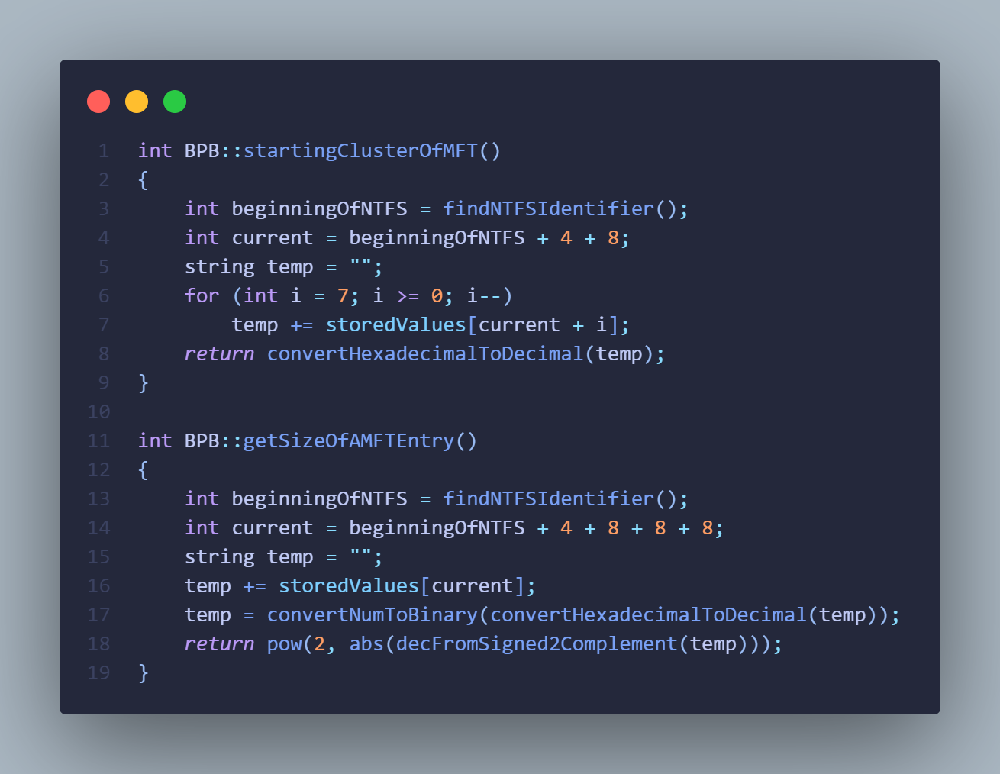 1 int BPB::startingClusterOfMFT()
2 {
3     int beginningOfNTFS = findNTFSIdentifier();
4     int current = beginningOfNTFS + 4 + 8;
5     string temp = "";
6     for (int i = 7; i >= 0; i--)
7         temp += storedValues[current + i];
8     return convertHexadecimalToDecimal(temp);
9 }
10
11 int BPB::getSizeOfAMFTEntry()
12 {
13     int beginningOfNTFS = findNTFSIdentifier();
14     int current = beginningOfNTFS + 4 + 8 + 8 + 8;
15     string temp = "";
16     temp += storedValues[current];
17     temp = convertNumToBinary(convertHexadecimalToDecimal(temp));
18     return pow(2, abs(decFromSigned2Complement(temp)));
19 }